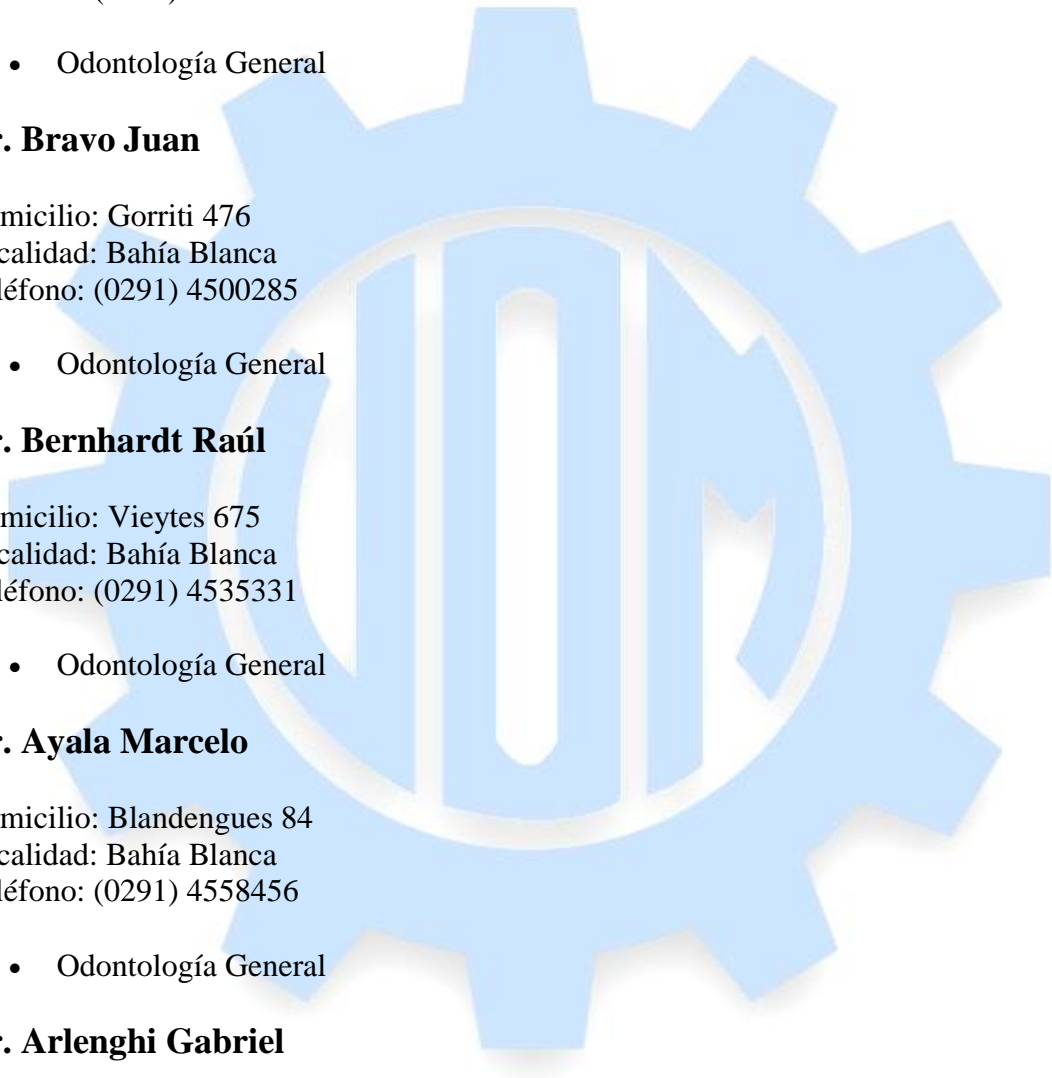 • Odontología General
r. Bravo Juan
micilio: Gorriti 476
calidad: Bahía Blanca
léfono: (0291) 4500285
• Odontología General
r. Bernhardt Raúl
micilio: Vieytes 675
calidad: Bahía Blanca
léfono: (0291) 4535331
• Odontología General
r. Ayala Marcelo
micilio: Blandengues 84
calidad: Bahía Blanca
léfono: (0291) 4558456
• Odontología General
r. Arlenghi Gabriel
UOM